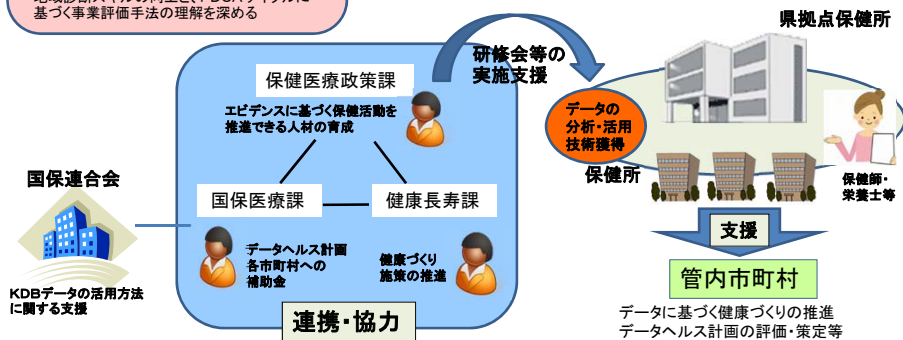 基づく事業評価手法の理解を深める
県拠点保健所
研修会等の
実施支援
保健医療政策課
エビデンスに基づく保健活動を
推進できる人材の育成
データの
分析・活用
技術獲得
保健所
保健師・
栄養士等
国保連合会
国保医療課
健康長寿課
データヘルス計画
各市町村への
補助金
健康づくり
施策の推進
KDBデータの活用方法
に関する支援
連携・協力
支援
管内市町村
データに基づく健康づくりの推進
データヘルス計画の評価・策定等